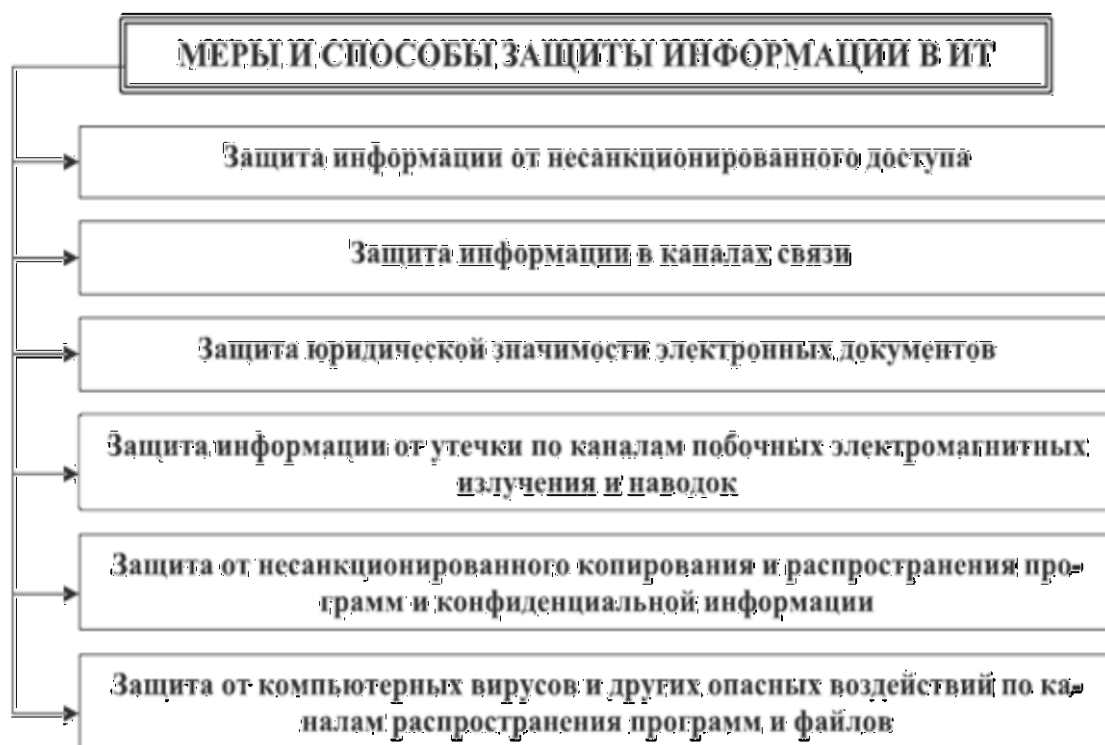 МЕРЫ И СПОСОБЫ ЗАЩИТЫ ИНФОРМАЦИИ В ИТ
Защита информации от несанкционированного доступа
Защита информации в каналах связи
Защита юридической значимости электронных документов
Защита информации от утечки по каналам побочных электромагнитных
излучения и наводок
Защита от несанкционированного копирования и распространения про-
грамм и конфиденциальной информации
Защита от компьютерных вирусов и других опасных воздействий по ка-
налам распространения программ и файлов